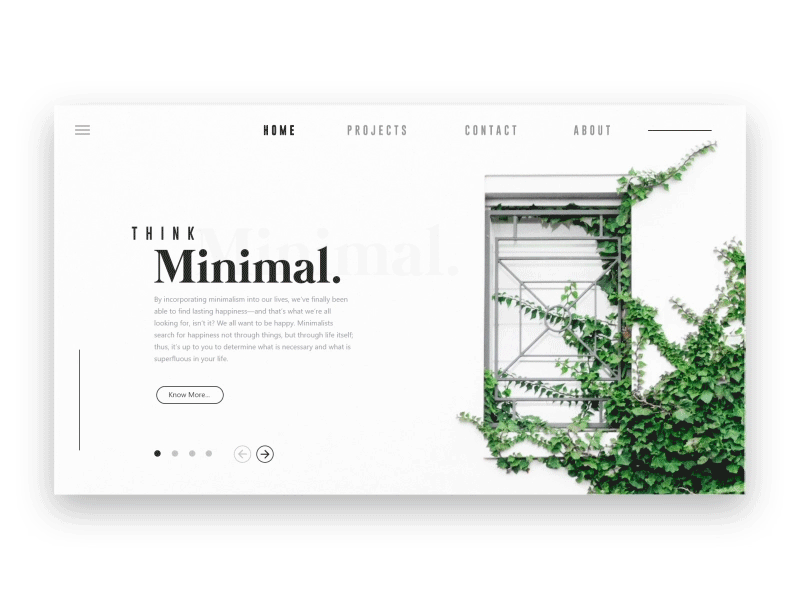 HOME PROJECTS CONTACT ABOUT
THINK
Minimal.
Minimal.
By incorporating minimalism into our lives, we've finally been
able to find lasting happiness—and that's what we're all
looking for, isn't it? We all want to be happy. Minimalists
search for happiness not through things, but through life itself;
thus, it's up to you to determine what is necessary and what is
superfluous in your life.
Know More...